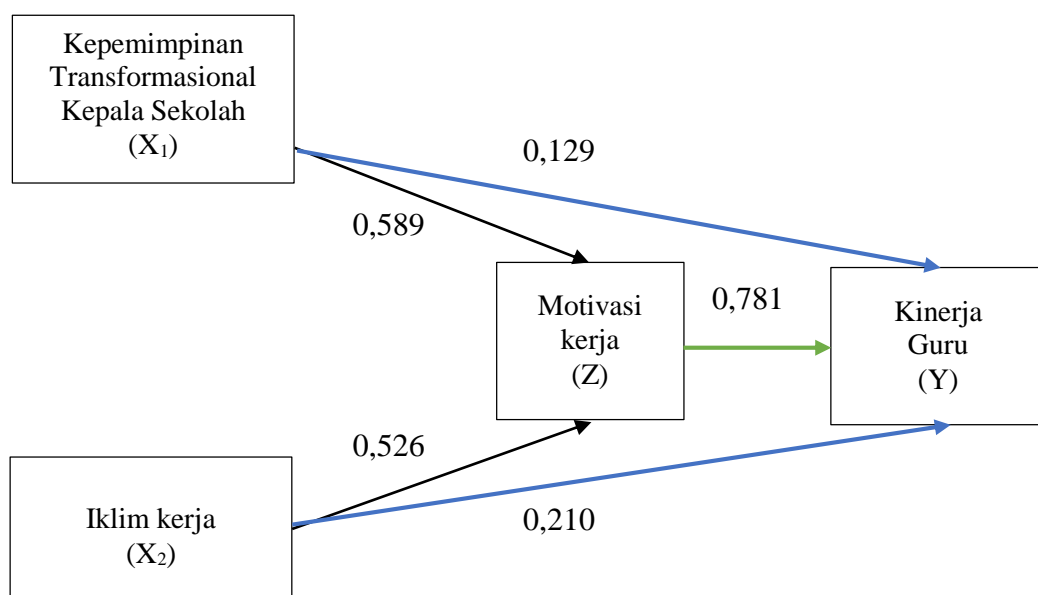 Kepemimpinan
Transformasional
Kepala Sekolah
(X₁)
0,129
0,589
Motivasi
kerja
(Z)
0,781
Kinerja
Guru
(Y)
0,526
Iklim kerja
(X₂)
0,210